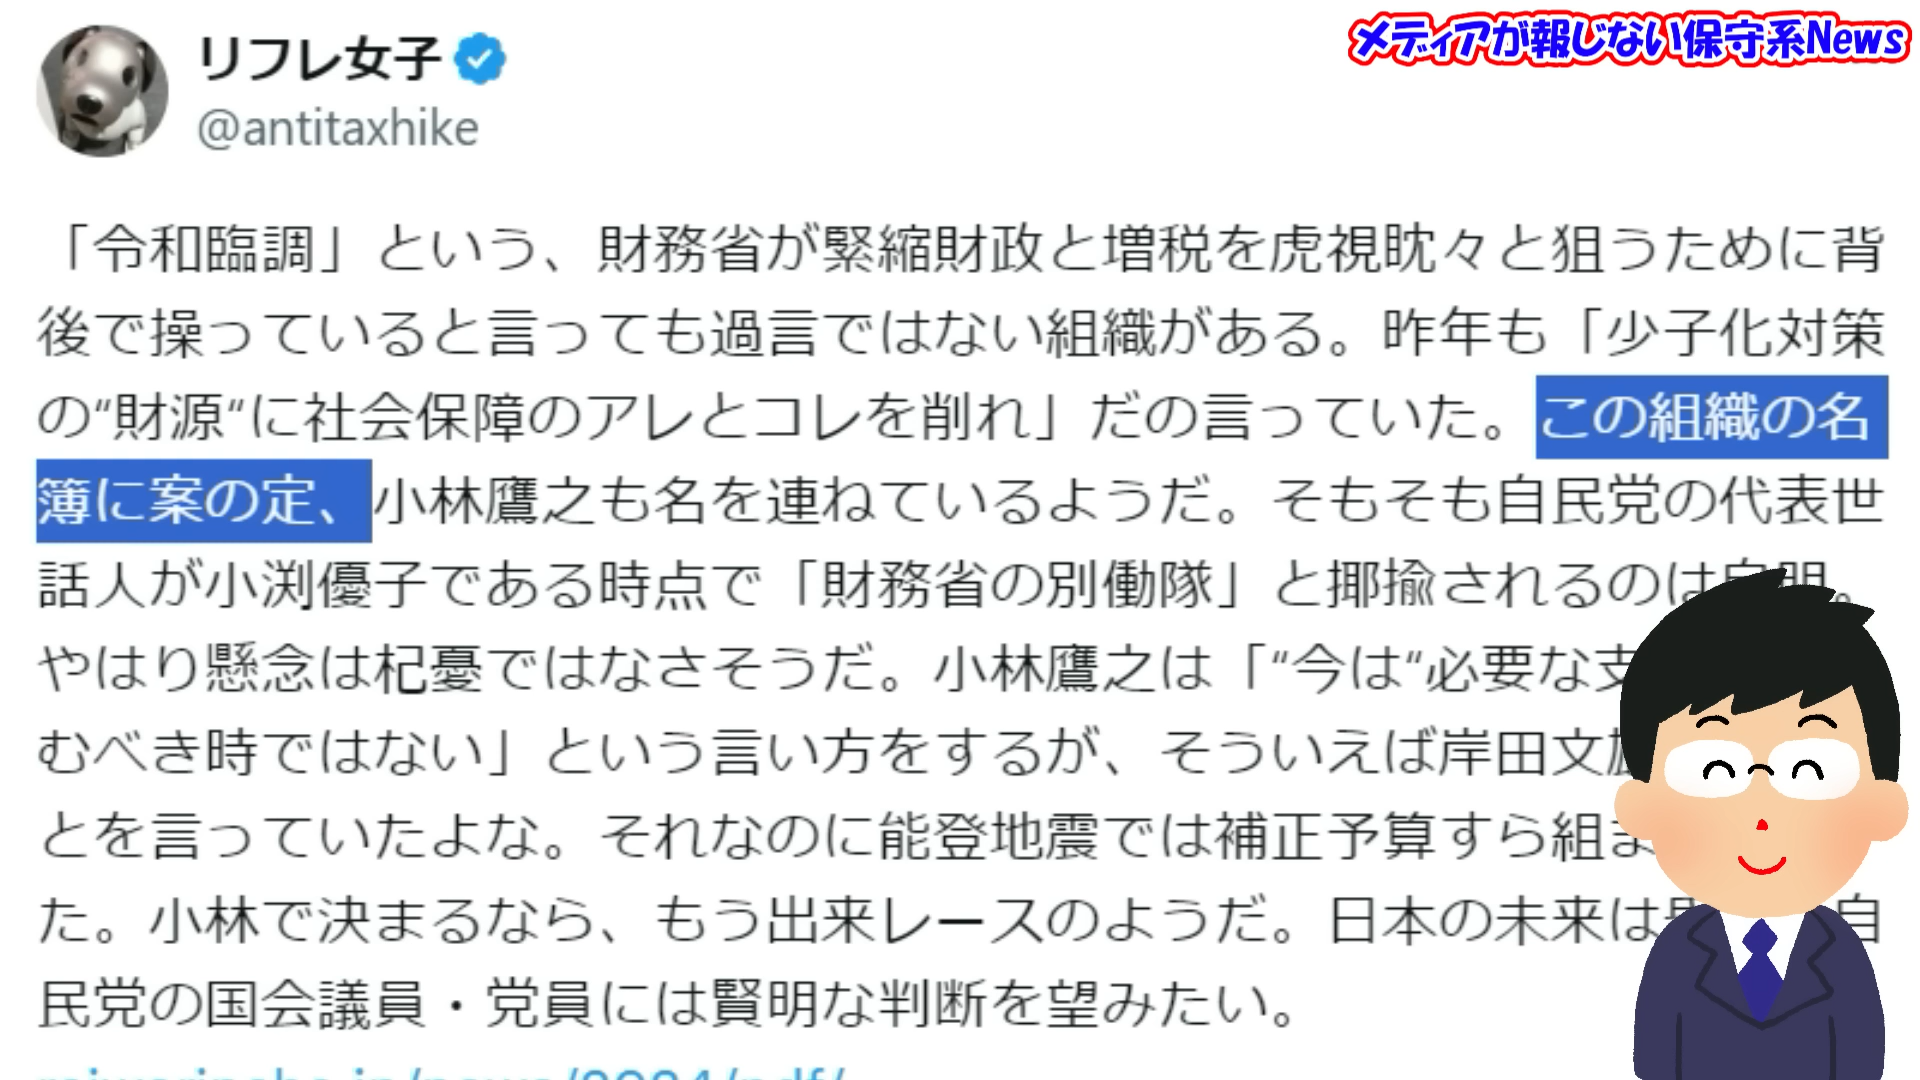 リフレ女子
メディアが報じない保守系News
@antitaxhike
「令和臨調」という、財務省が緊縮財政と増税を虎視眈々と狙うために背
後で操っていると言っても過言ではない組織がある。昨年も「少子化対策
の“財源“に社会保障のアレとコレを削れ」だの言っていた。この組織の名
簿に案の定、小林鷹之も名を連ねているようだ。そもそも自民党の代表世
話人が小渕優子である時点で「財務省の別働隊」と揶揄されるのは自明。
やはり懸念は杞憂ではなさそうだ。小林鷹之は「“今は“必要な支
むべき時ではない」という言い方をするが、そういえば岸田文雄
とを言っていたよな。それなのに能登地震では補正予算すら組ま
た。小林で決まるなら、もう出来レースのようだ。日本の未来は 自
民党の国会議員・党員には賢明な判断を望みたい。